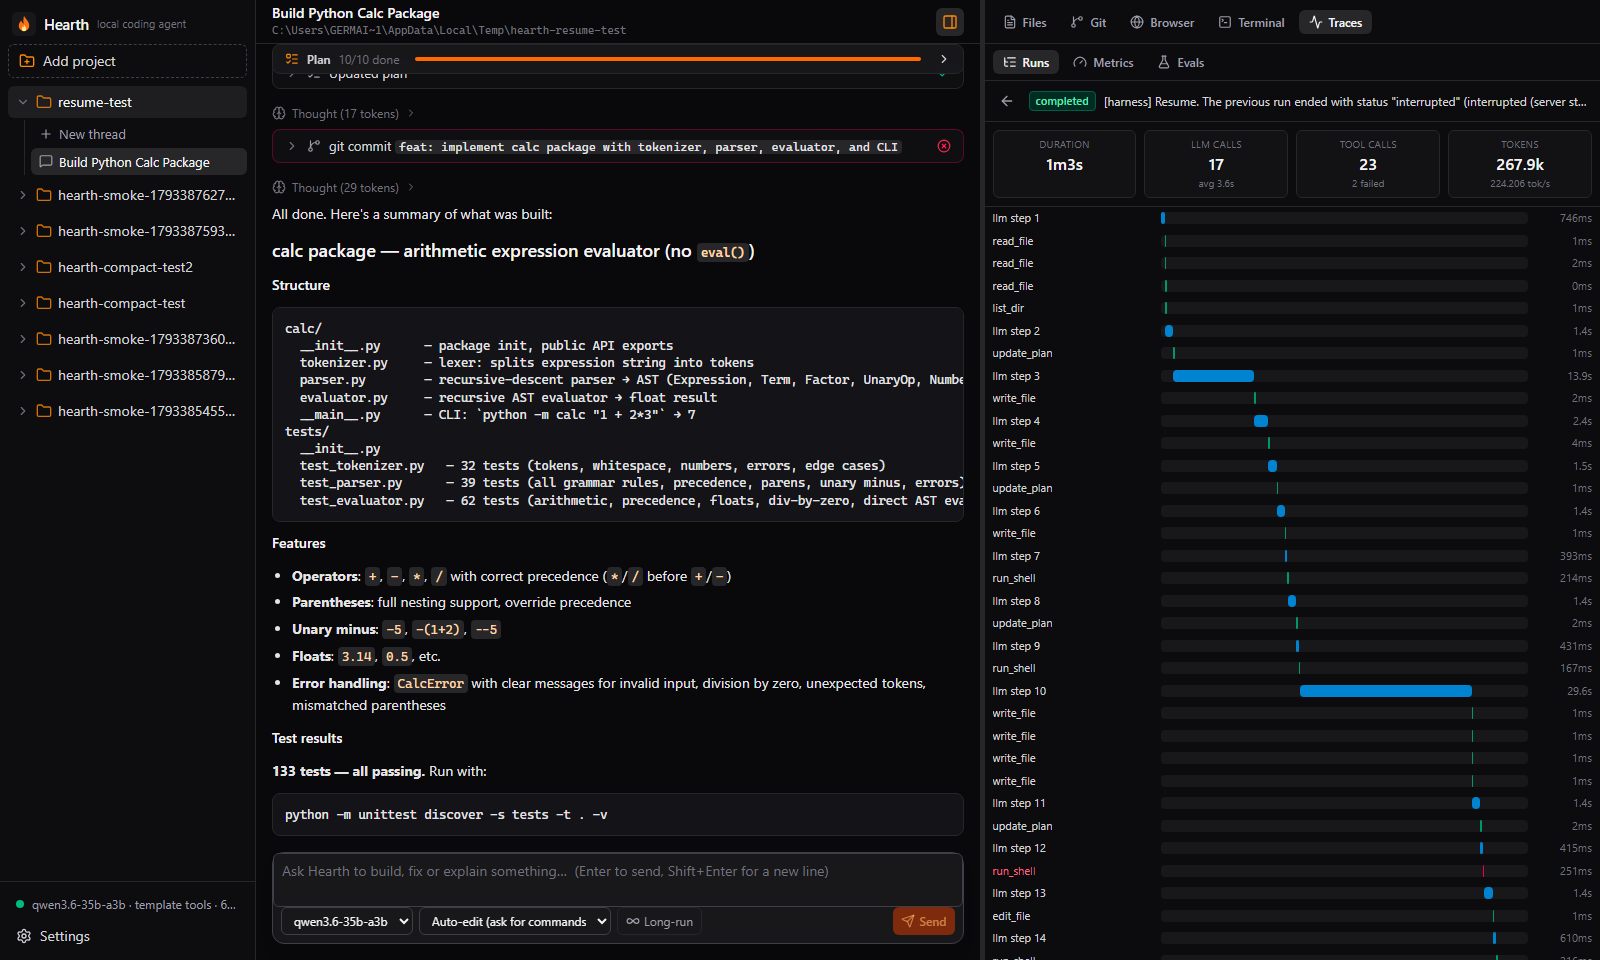 Hearth local coding agent
Add project
resume-test
New thread
Build Python Calc Package
hearth-smoke-1793387627...
hearth-smoke-1793387593...
hearth-compact-test2
hearth-compact-test
hearth-smoke-1793387360...
hearth-smoke-1793385879...
hearth-smoke-1793385455...
qwen3.6-35b-a3b · template tools · 6...
Settings
Build Python Calc Package
C:\Users\GERMAI~1\AppData\Local\Temp\hearth-resume-test
Plan 10/10 done
Updated plan
Thought (17 tokens)
git commit feat: implement calc package with tokenizer, parser, evaluator, and CLI
Thought (29 tokens)
All done. Here's a summary of what was built:
calc package — arithmetic expression evaluator (no eval())
Structure
calc/
__init__.py — package init, public API exports
tokenizer.py — lexer: splits expression string into tokens
parser.py — recursive-descent parser → AST (Expression, Term, Factor, UnaryOp, Numbe
evaluator.py — recursive AST evaluator → float result
__main__.py — CLI: `python -m calc "1 + 2*3"` → 7
tests/
__init__.py
test_tokenizer.py — 32 tests (tokens, whitespace, numbers, errors, edge cases)
test_parser.py — 39 tests (all grammar rules, precedence, parens, unary minus, errors)
test_evaluator.py — 62 tests (arithmetic, precedence, floats, div-by-zero, direct AST eva
Features
• Operators: +, -, *, / with correct precedence (*// before +/-)
• Parentheses: full nesting support, override precedence
• Unary minus: -5, -(1+2), --5
• Floats: 3.14, 0.5, etc.
• Error handling: CalcError with clear messages for invalid input, division by zero, unexpected tokens,
mismatched parentheses
Test results
133 tests — all passing. Run with:
python -m unittest discover -s tests -t . -v
Ask Hearth to build, fix or explain something... (Enter to send, Shift+Enter for a new line)
qwen3.6-35b-a3b Auto-edit (ask for commands Long-run Send
Files Git Browser Terminal Traces
Runs Metrics Evals
completed [harness] Resume. The previous run ended with status "interrupted" (interrupted (server st...
DURATION
1m3s
LLM CALLS
17
avg 3.6s
TOOL CALLS
23
2 failed
TOKENS
267.9k
224.206 tok/s
llm step 1 746ms
read_file 1ms
read_file 2ms
read_file 0ms
list_dir 1ms
llm step 2 1.4s
update_plan 1ms
llm step 3 13.9s
write_file 2ms
llm step 4 2.4s
write_file 4ms
llm step 5 1.5s
update_plan 1ms
llm step 6 1.4s
write_file 1ms
llm step 7 393ms
run_shell 214ms
llm step 8 1.4s
update_plan 2ms
llm step 9 431ms
run_shell 167ms
llm step 10 29.6s
write_file 1ms
write_file 1ms
write_file 1ms
write_file 1ms
llm step 11 1.4s
update_plan 2ms
llm step 12 415ms
run_shell 251ms
llm step 13 1.4s
edit_file 1ms
llm step 14 610ms
run_shell 216ms